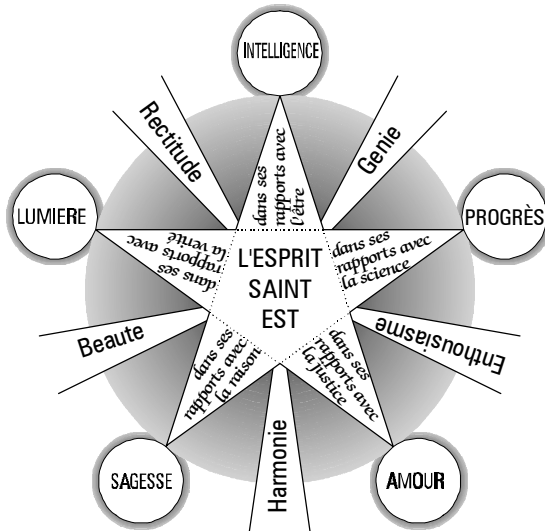 INTELLIGENCE
Rectitude
Genie
dans ses
rapports avec
l'être
LUMIERE
PROGRÈS
dans ses
rapports avec
la vérité
L'ESPRIT
SAINT
EST
dans ses
rapports avec
la science
Beaute
Enthousiasme
dans ses
rapports avec
la raison
dans ses
rapports avec
la justice
SAGESSE
Harmonie
AMOUR